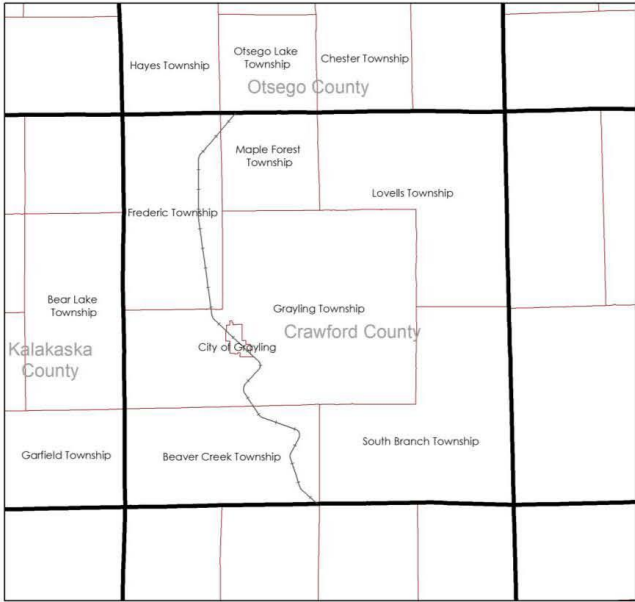 Hayes Township
Otsego Lake
Township
Chester Township
Otsego County
Maple Forest
Township
Lovells Township
Frederic Township
Bear Lake
Township
Grayling Township
Crawford County
City of Grayling
Kalakaska
County
Garfield Township
Beaver Creek Township
South Branch Township